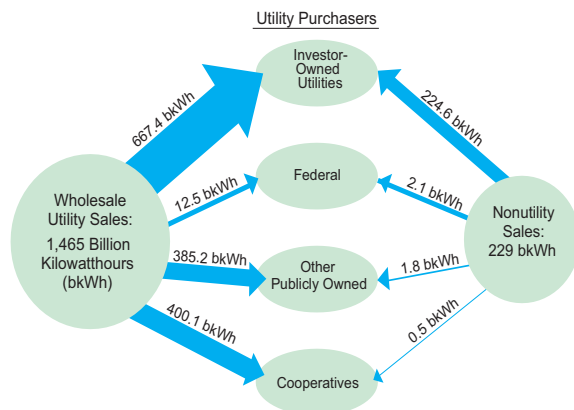 Utility Purchasers
Investor-
Owned
Utilities
667.4 bkWh
224.6 bkWh
Federal
12.5 bkWh
2.1 bkWh
Wholesale
Utility Sales:
1,465 Billion
Kilowatthours
(bkWh)
Nonutility
Sales:
229 bkWh
385.2 bkWh
Other
Publicly Owned
1.8 bkWh
400.1 bkWh
0.5 bkWh
Cooperatives